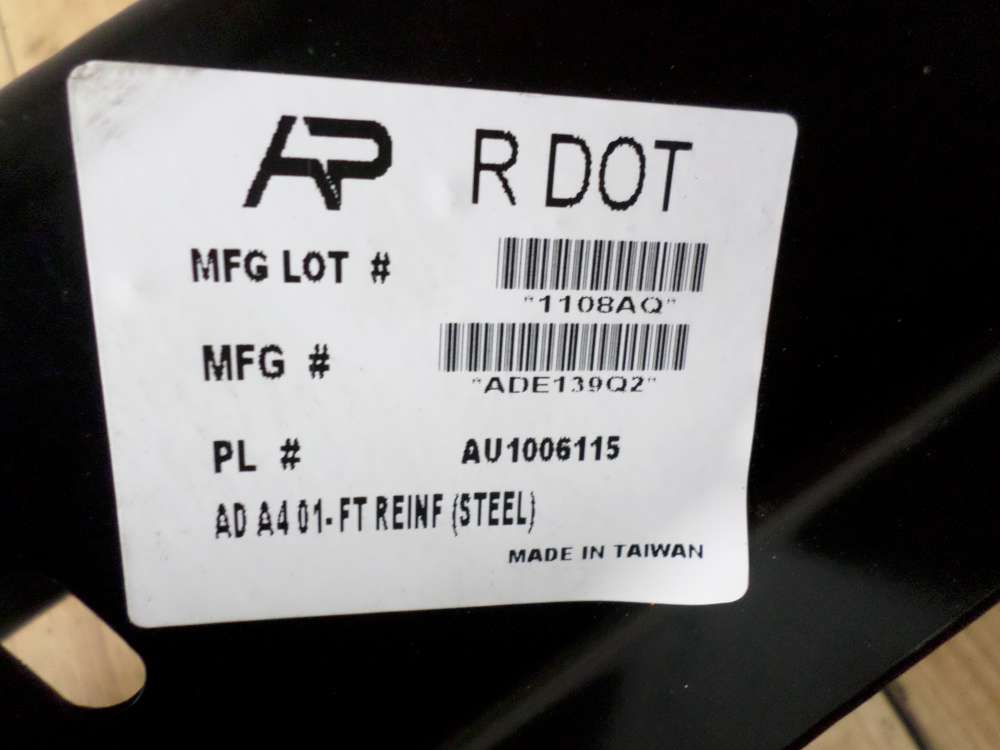 AP R DOT
MFG LOT #
"1108AQ"
MFG #
"ADE139Q2"
PL # AU1006115
AD A4 01- FT REINF (STEEL)
MADE IN TAIWAN